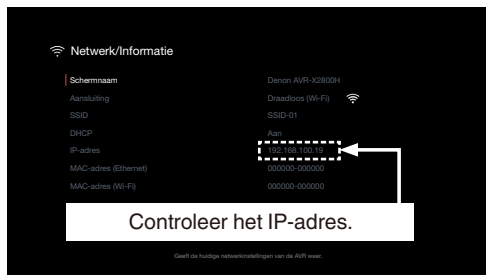 Netwerk/Informatie
Schermnaam Denon AVR-X2800H
Aansluiting Draadloos (Wi-Fi)
SSID SSID-01
DHCP Aan
IP-adres 192.168.100.19
MAC-adres (Ethernet) 000000-000000
MAC-adres (Wi-Fi) 000000-000000
Controleer het IP-adres.
Geeft de huidige netwerkinstellingen van de AVR weer.